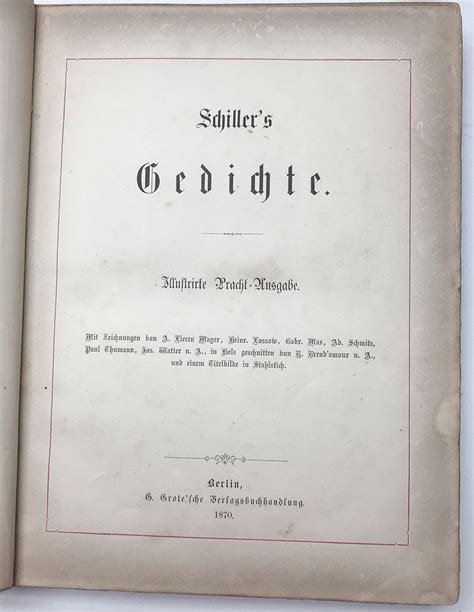 Schiller's
Gedichte.
Illustrirte Pracht-Ausgabe.
Mit Zeichnungen von A. Liezen Mayer, Heinr. Lossow, Gabr. Max, Ad. Schmitz,
Paul Thumann, Jos. Watter u. A., in Holz geschnitten von R. Brend'amour u. A.,
und einem Titelbilde in Stahlstich.
Berlin,
G. Grote'sche Verlagsbuchhandlung
1870.